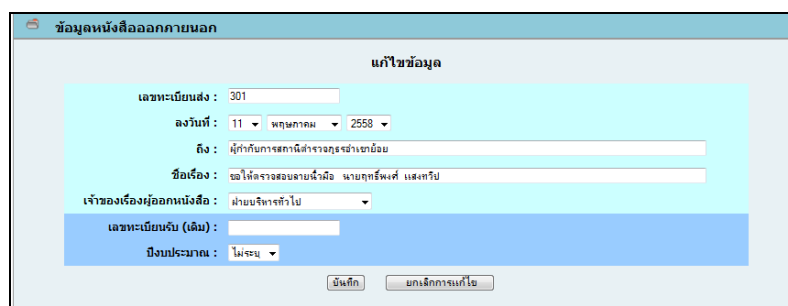 ข้อมูลหนังสือออกภายนอก
แก้ไขข้อมูล
เลขทะเบียนส่ง : 301
ลงวันที่ : 11 พฤษภาคม 2558
ถึง : ผู้กำกับการสถานีตำรวจภูธรอำเขาย้อย
ชื่อเรื่อง : ขอให้ตรวจสอบลายนิ้วมือ นายฤทธิ์พงศ์ แสงทวีป
เจ้าของเรื่องผู้ออกหนังสือ : ฝ่ายบริหารทั่วไป
เลขทะเบียนรับ (เดิม) :
ปีงบประมาณ : ไม่ระบุ
บันทึก ยกเลิกการแก้ไข